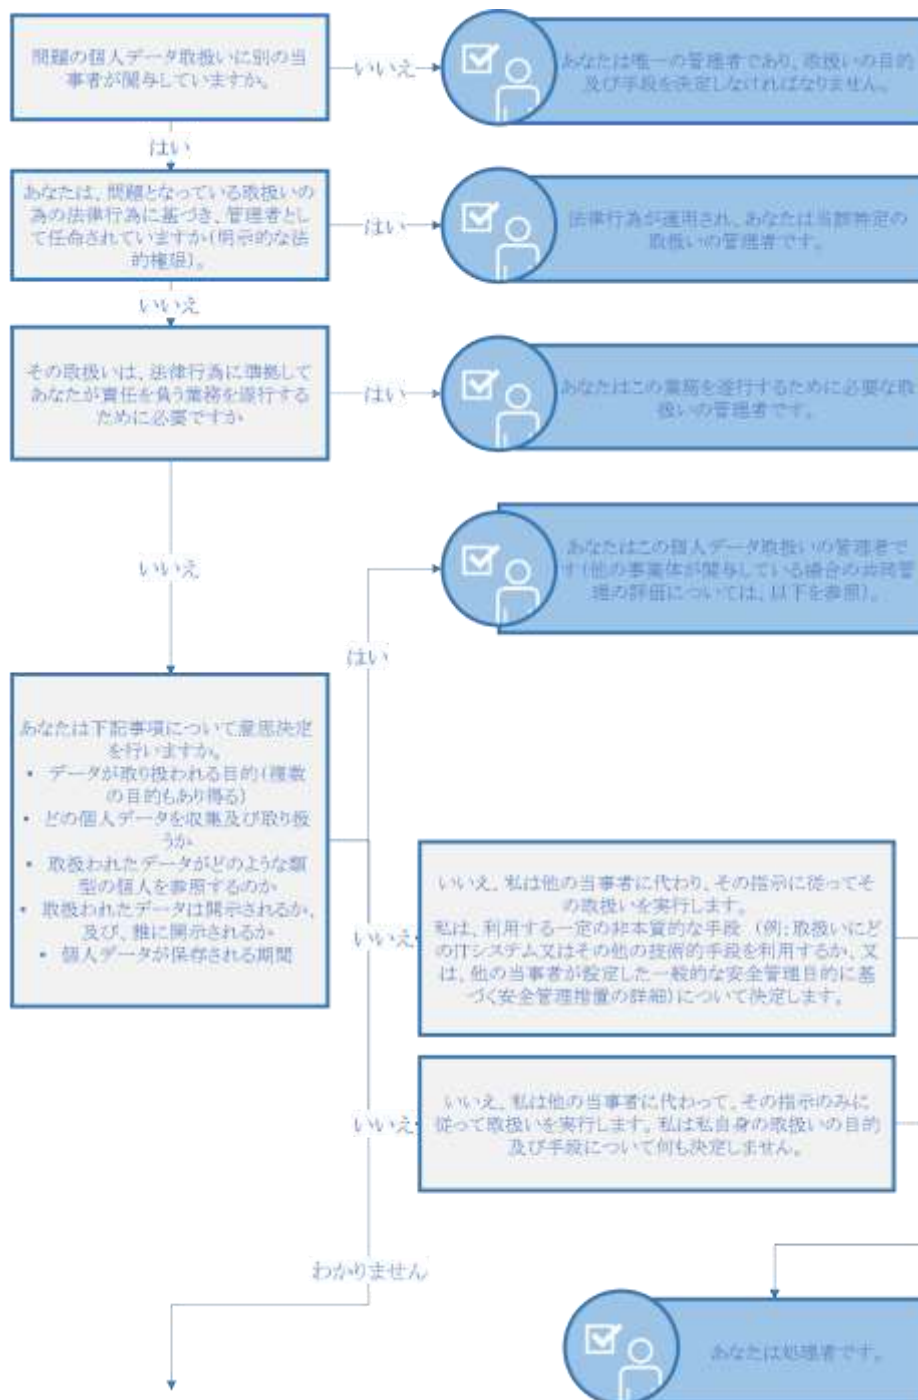 問題の個人データ取扱いに別の当
事者が関与していますか。
いいえ
あなたは唯一の管理者であり、取扱いの目的
及び手段を決定しなければなりません。
はい
あなたは、問題となっている取扱いの
為の法律行為に基づき、管理者とし
て任命されていますか(明示的な法
的権限)。
はい
法律行為が適用され、あなたは当該特定の
取扱いの管理者です。
いいえ
その取扱いは、法律行為に準拠して
あなたが責任を負う業務を遂行する
ために必要ですか
はい
あなたはこの業務を遂行するために必要な取
扱いの管理者です。
いいえ
あなたはこの個人データ取扱いの管理者で
す(他の事業体が関与している場合の共同管
理の評価については、以下を参照)。
はい
あなたは下記事項について意思決定
を行いますか。
• データが取り扱われる目的(複数
の目的もあり得る)
• どの個人データを収集及び取り扱
うか
• 取扱われたデータがどのような類
型の個人を参照するのか
• 取扱われたデータは開示されるか、
及び、誰に開示されるか
• 個人データが保存される期間
いいえ
いいえ、私は他の当事者に代わり、その指示に従ってそ
の取扱いを実行します。
私は、利用する一定の非本質的な手段 (例:取扱いにど
のITシステム又はその他の技術的手段を利用するか、又
は、他の当事者が設定した一般的な安全管理目的に基
づく安全管理措置の詳細)について決定します。
いいえ
いいえ、私は他の当事者に代わって、その指示のみに
従って取扱いを実行します。私は私自身の取扱いの目的
及び手段について何も決定しません。
わかりません
あなたは処理者です。